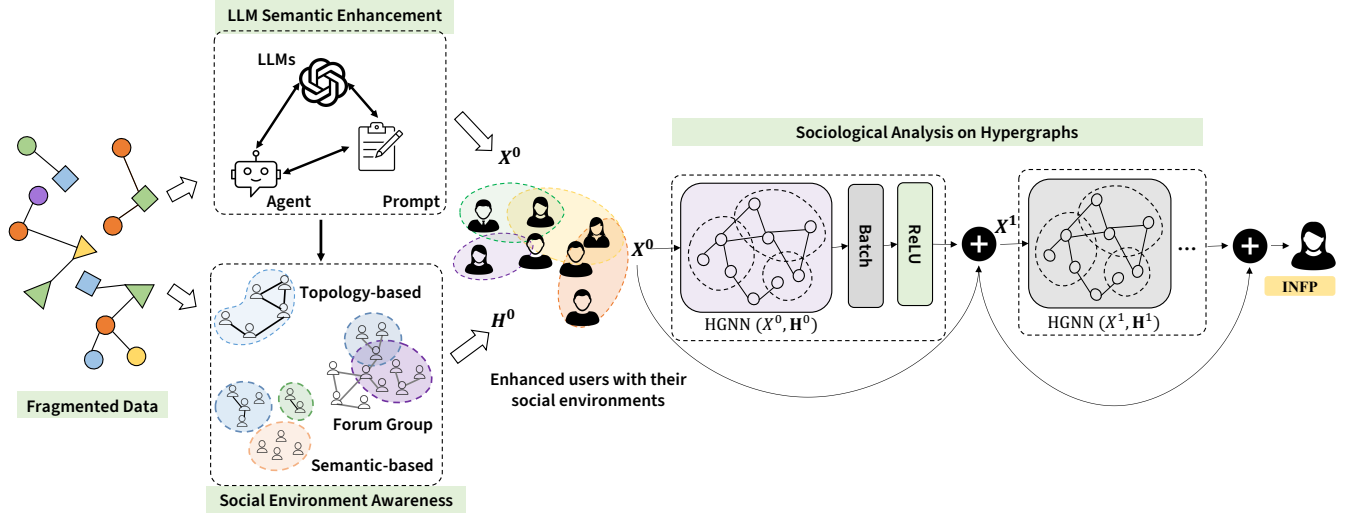 LLM Semantic Enhancement
LLMs
Agent
Prompt
Fragmented Data
Topology-based
Forum Group
Semantic-based
Social Environment Awareness
X⁰
H⁰
Enhanced users with their
social environments
Sociological Analysis on Hypergraphs
X⁰
HGNN (X⁰, H⁰)
Batch
ReLU
X¹
HGNN (X¹, H¹)
...
INFP